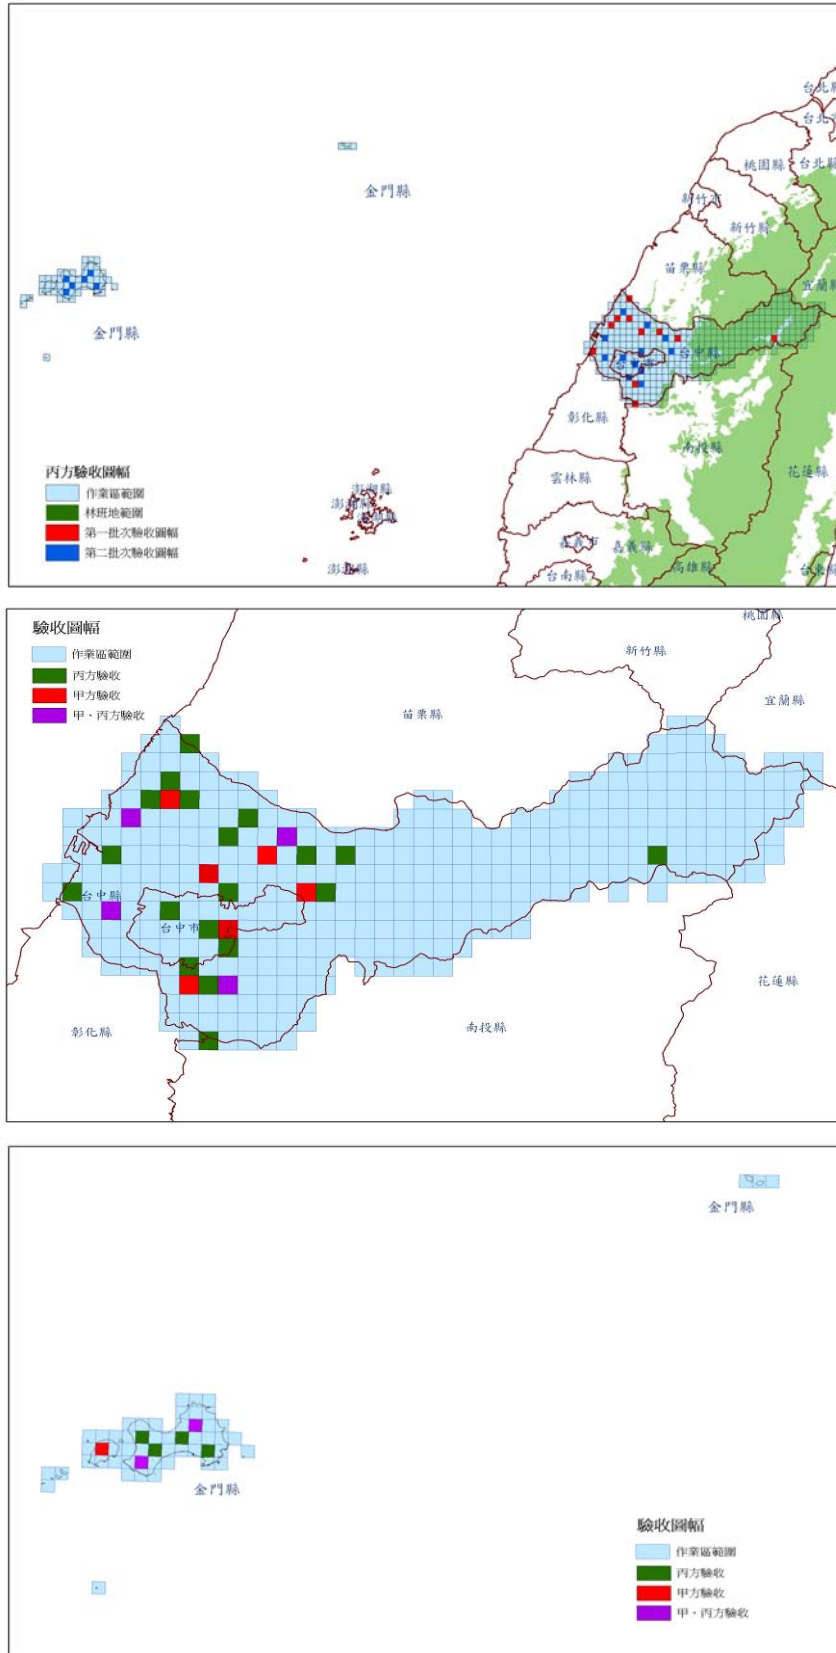 台北縣
台北市
桃園縣
台北縣
金門縣
新竹市
新竹縣
苗栗縣
宜蘭縣
金門縣
台中縣
彰化縣
南投縣
丙方驗收圖幅
作業區範圍
林班地範圍
第一批次驗收圖幅
第二批次驗收圖幅
雲林縣
花蓮縣
澎湖縣
澎湖縣
澎湖縣
嘉義市
嘉義縣
澎湖縣
台南縣
高雄縣
台東縣
驗收圖幅
作業區範圍
丙方驗收
甲方驗收
甲、丙方驗收
桃園縣
新竹縣
宜蘭縣
苗栗縣
台中縣
台中市
花蓮縣
彰化縣
南投縣
金門縣
金門縣
驗收圖幅
作業區範圍
丙方驗收
甲方驗收
甲、丙方驗收